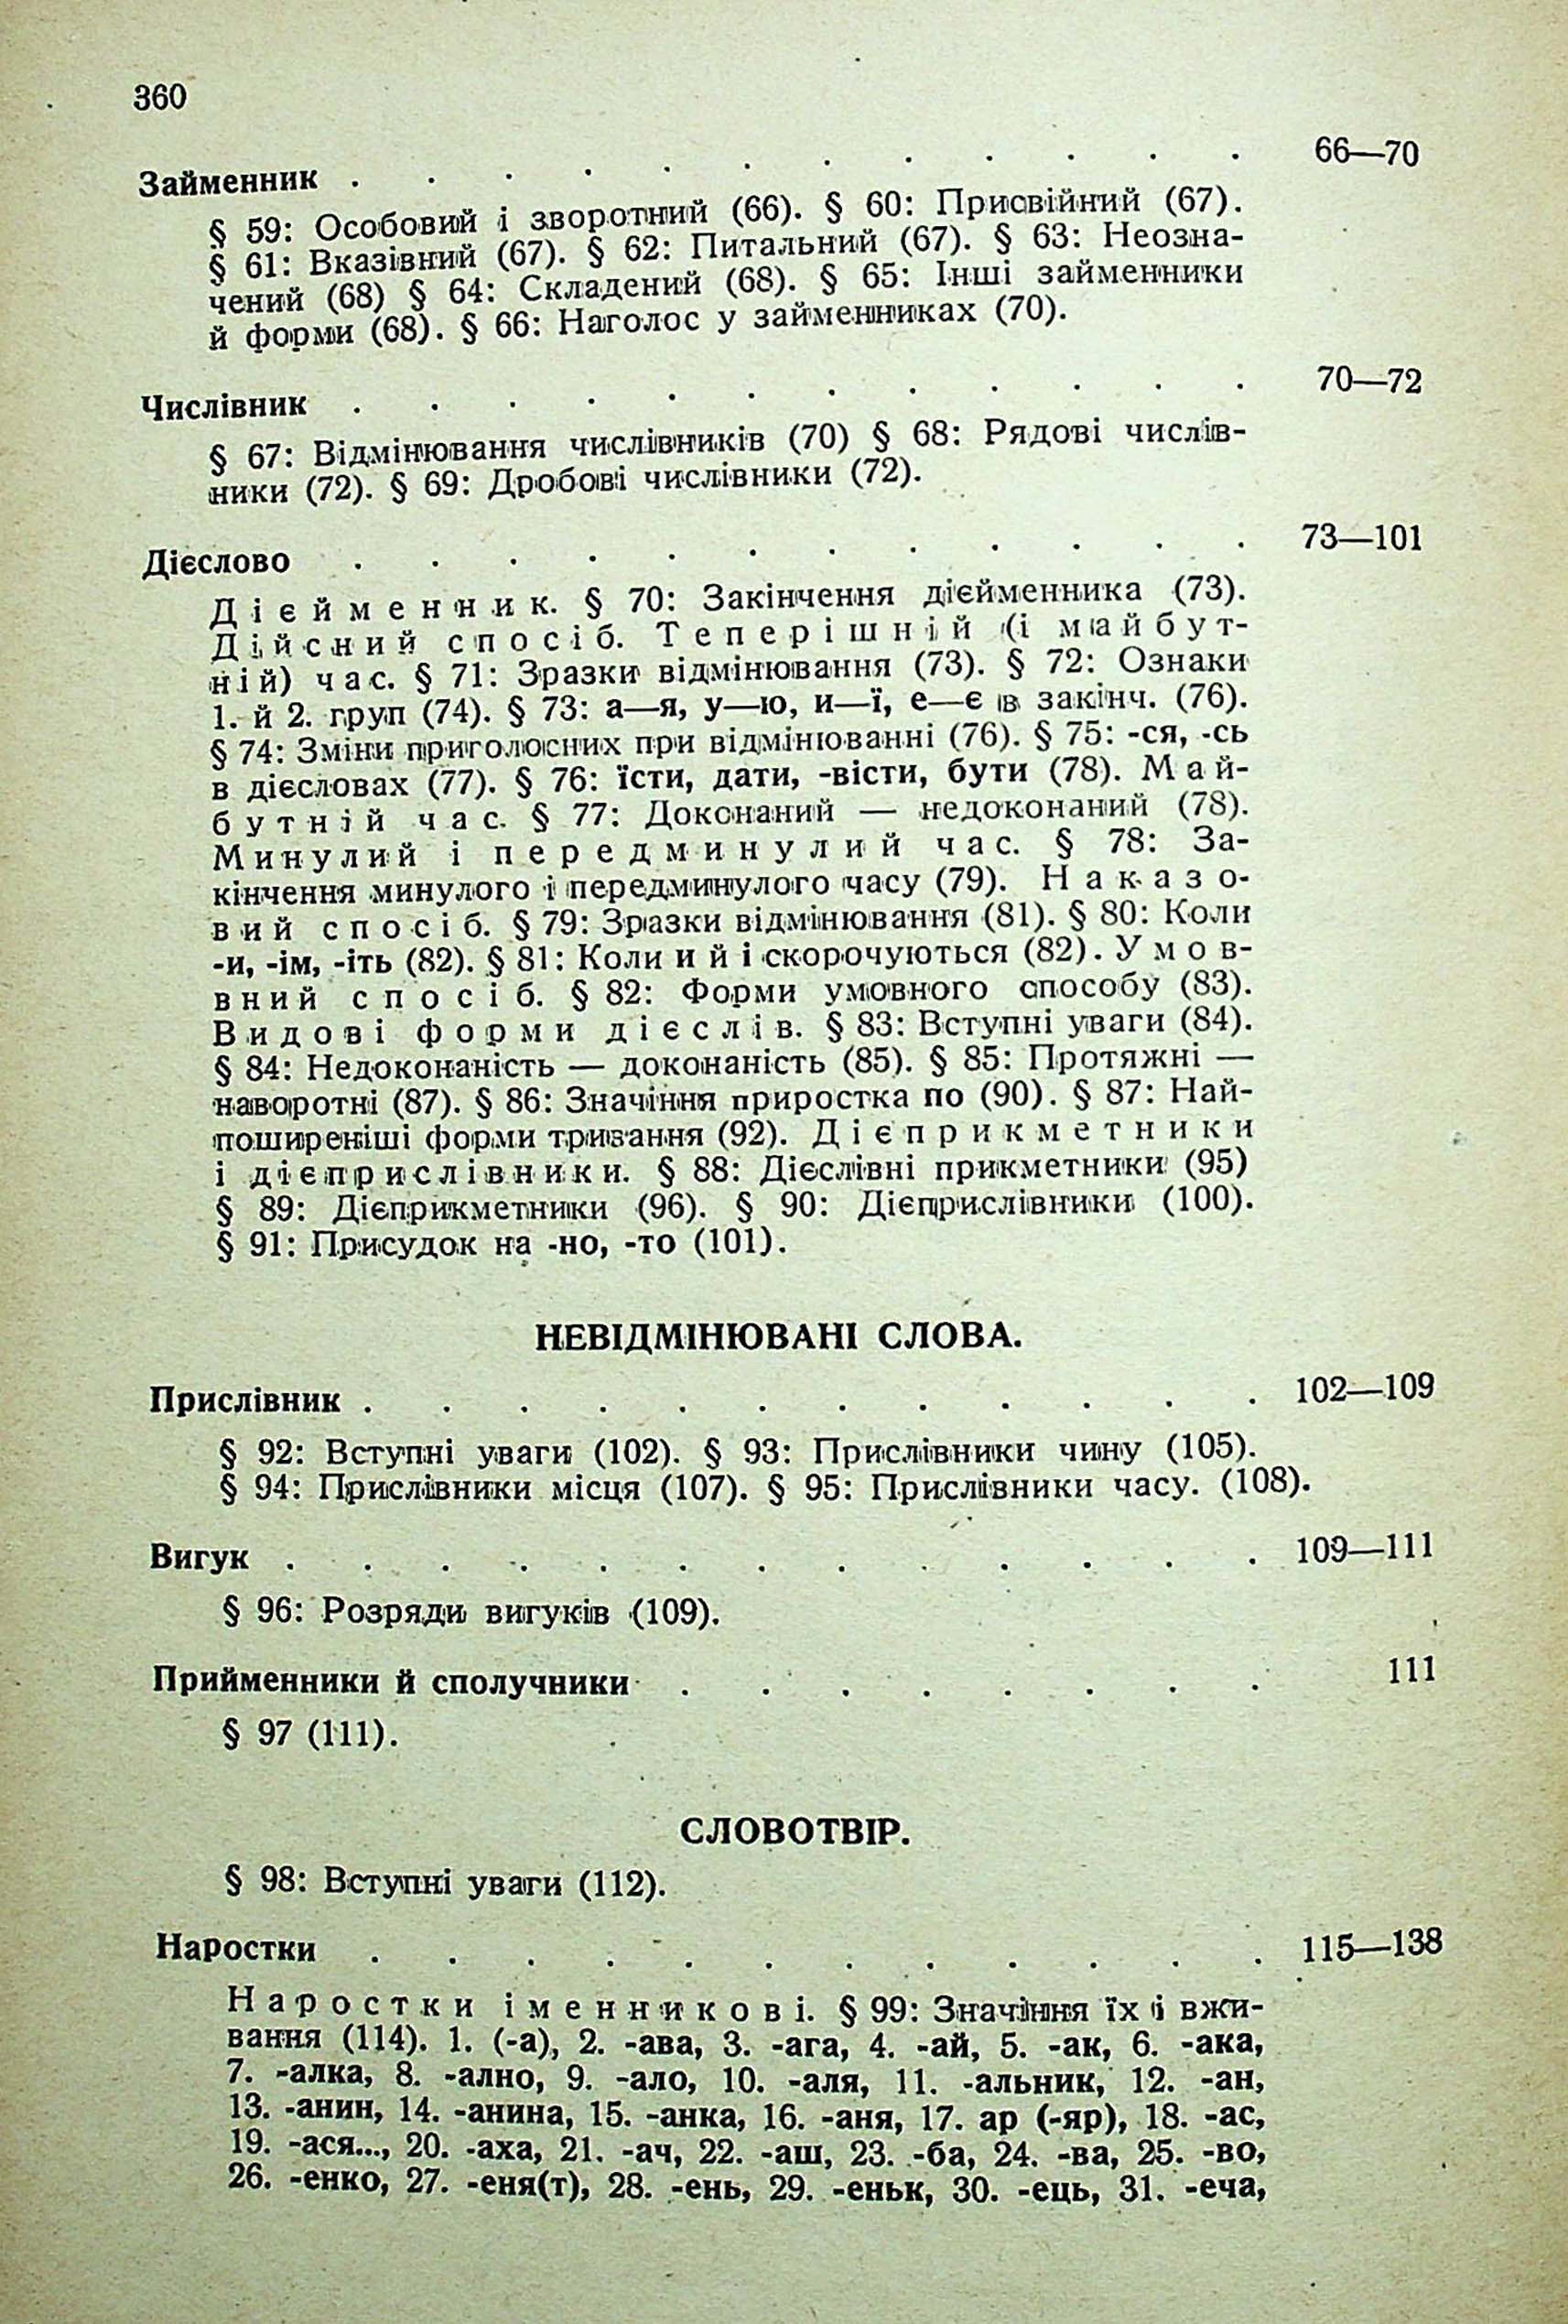 360
Займенник . . . . . . . . . . . . 66—70
§ 59: Особовий і зворотний (66). § 60: Присвійний (67).
§ 61: Вказівний (67). § 62: Питальний (67). § 63: Неозна-
чений (68) § 64: Складений (68). § 65: Інші займенники
й форми (68). § 66: Наголос у займенниках (70).
Числівник . . . . . . . . . . . . 70—72
§ 67: Відмінювання числівників (70) § 68: Рядові числів-
ники (72). § 69: Дробові числівники (72).
Дієслово . . . . . . . . . . . . 73—101
Дієйменник. § 70: Закінчення дієйменника (73).
Дійсний спосіб. Теперішній (і майбут-
ній) час. § 71: Зразки відмінювання (73). § 72: Ознаки
1. й 2. груп (74). § 73: а—я, у—ю, и—ї, е—є в закінч. (76).
§ 74: Зміни приголосних при відмінюванні (76). § 75: -ся, -сь
в дієсловах (77). § 76: їсти, дати, -вісти, бути (78). Май-
бутній час. § 77: Доконаний — недоконаний (78).
Минулий і передминулий час. § 78: За-
кінчення минулого і передминулого часу (79). Наказо-
вий спосіб. § 79: Зразки відмінювання (81). § 80: Коли
-и, -ім, -іть (82). § 81: Коли и й і скорочуються (82). Умов-
вний спосіб. § 82: Форми умовного способу (83).
Видові форми дієслів. § 83: Вступні уваги (84).
§ 84: Недоконаність — доконаність (85). § 85: Протяжні —
наворотні (87). § 86: Значіння приростка по (90). § 87: Най-
поширеніші форми тривання (92). Дієприкметники
і дієприслівники. § 88: Дієслівні прикметники (95)
§ 89: Дієприкметники (96). § 90: Дієприслівники (100).
§ 91: Присудок на -но, -то (101).
НЕВІДМІНЮВАНІ СЛОВА.
Прислівник . . . . . . . . . . . . 102—109
§ 92: Вступні уваги (102). § 93: Прислівники чину (105).
§ 94: Прислівники місця (107). § 95: Прислівники часу. (108).
Вигук . . . . . . . . . . . . . 109—111
§ 96: Розряди вигуків (109).
Прийменники й сполучники . . . . . . . . 111
§ 97 (111).
СЛОВОТВІР.
§ 98: Вступні уваги (112).
Наростки . . . . . . . . . . . . 115—138
Наростки іменникові. § 99: Значіння їх і вжи-
вання (114). 1. (-а), 2. -ава, 3. -ага, 4. -ай, 5. -ак, 6. -ака,
7. -алка, 8. -ално, 9. -ало, 10. -аля, 11. -альник, 12. -ан,
13. -анин, 14. -анина, 15. -анка, 16. -аня, 17. ар (-яр), 18. -ас,
19. -ася..., 20. -аха, 21. -ач, 22. -аш, 23. -ба, 24. -ва, 25. -во,
26. -енко, 27. -еня(т), 28. -ень, 29. -еньк, 30. -ець, 31. -еча,